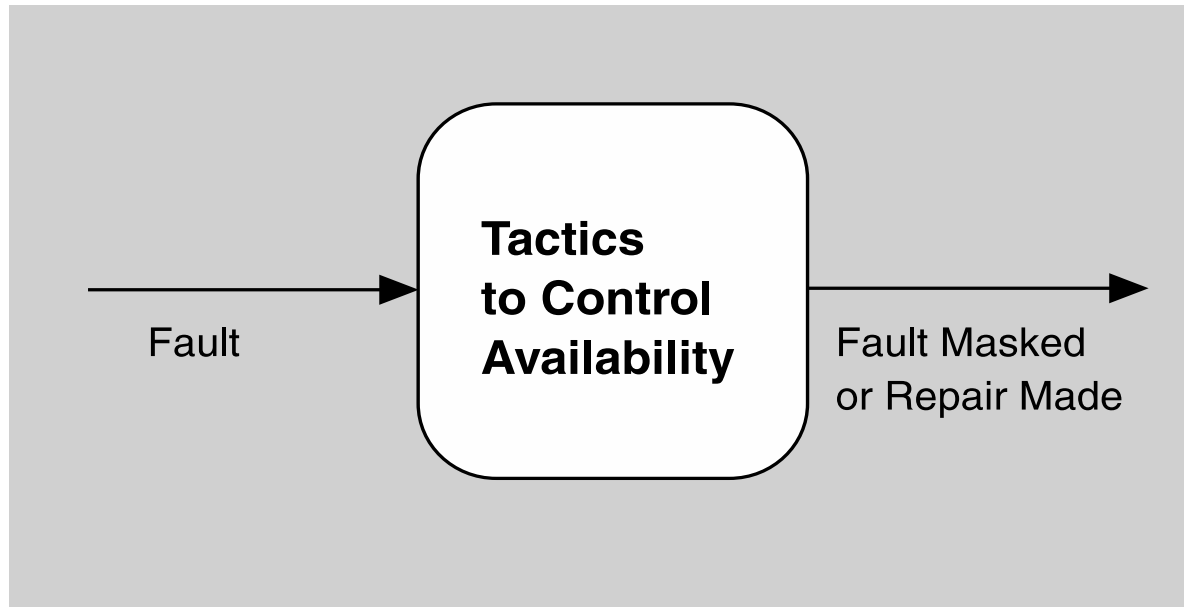 Fault
Tactics
to Control
Availability
Fault Masked
or Repair Made